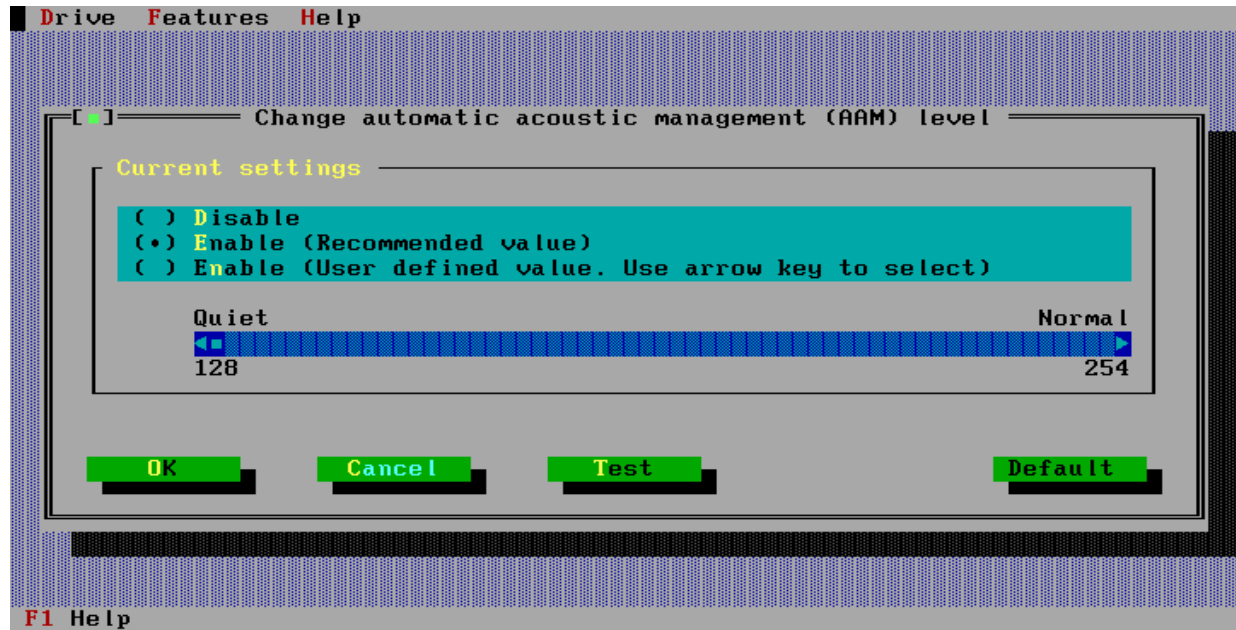 Drive Features Help
[■] Change automatic acoustic management (AAM) level
Current settings
( ) Disable
(•) Enable (Recommended value)
( ) Enable (User defined value. Use arrow key to select)
Quiet Normal
128 254
OK Cancel Test Default
F1 Help